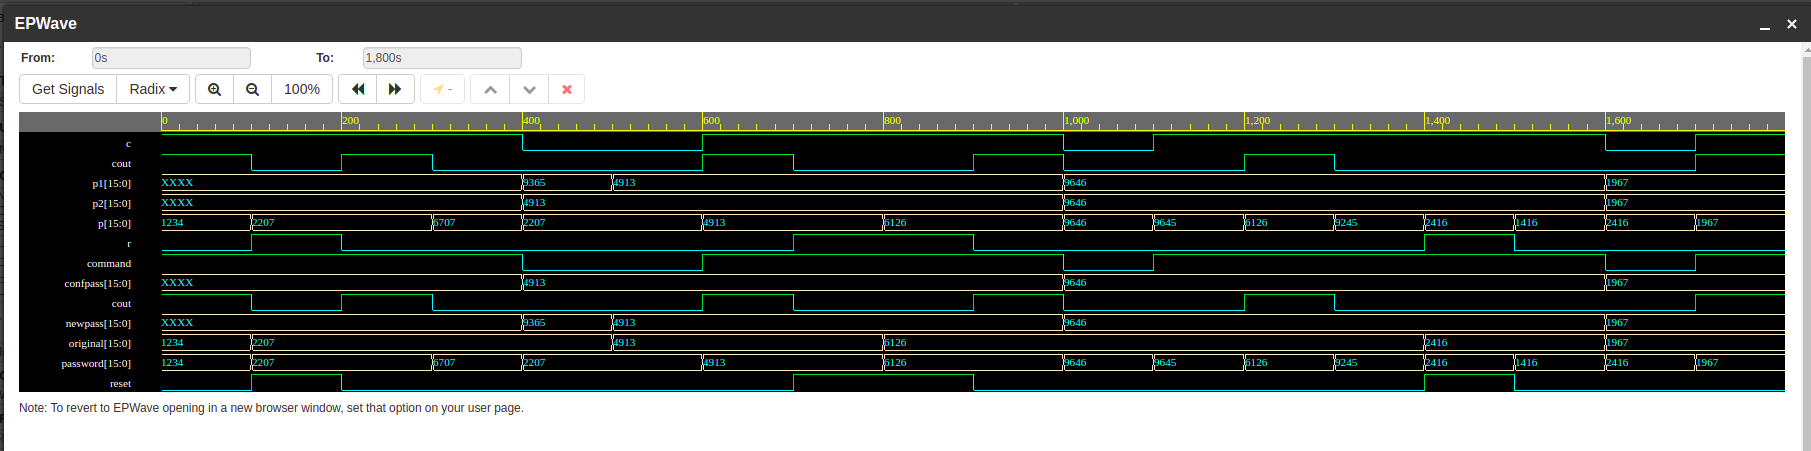 EPWave
From: 0s To: 1,800s
Get Signals Radix 100% -
0 200 400 600 800 1,000 1,200 1,400 1,600
c
cout
p1[15:0] XXXX 9365 4913 9646 1967
p2[15:0] XXXX 4913 9646 1967
p[15:0] 1234 2207 6707 2207 4913 6126 9646 9645 6126 9245 2416 1416 2416 1967
r
command
confpass[15:0] XXXX 4913 9646 1967
cout
newpass[15:0] XXXX 9365 4913 9646 1967
original[15:0] 1234 2207 4913 6126 2416 1967
password[15:0] 1234 2207 6707 2207 4913 6126 9646 9645 6126 9245 2416 1416 2416 1967
reset
Note: To revert to EPWave opening in a new browser window, set that option on your user page.